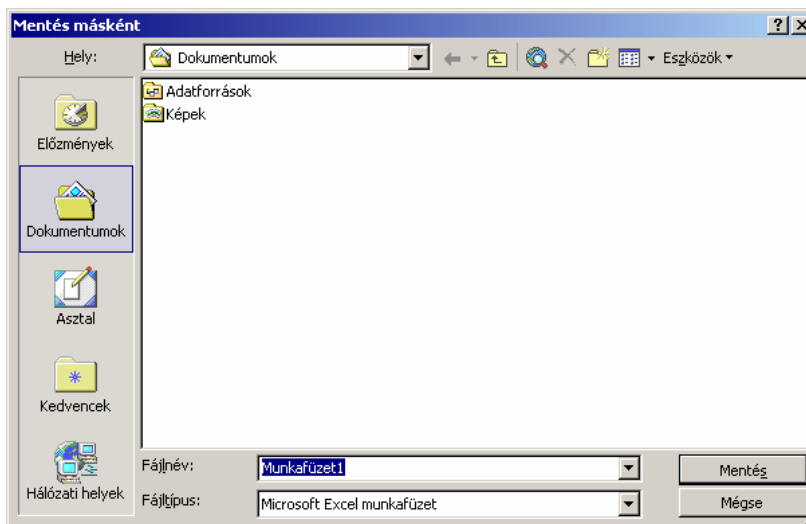 Mentés másként
Hely: Dokumentumok Eszközök
Adatforrások
Képek
Előzmények
Dokumentumok
Asztal
Kedvencek
Hálózati helyek
Fájlnév: Munkafüzet1 Mentés
Fájltípus: Microsoft Excel munkafüzet Mégse